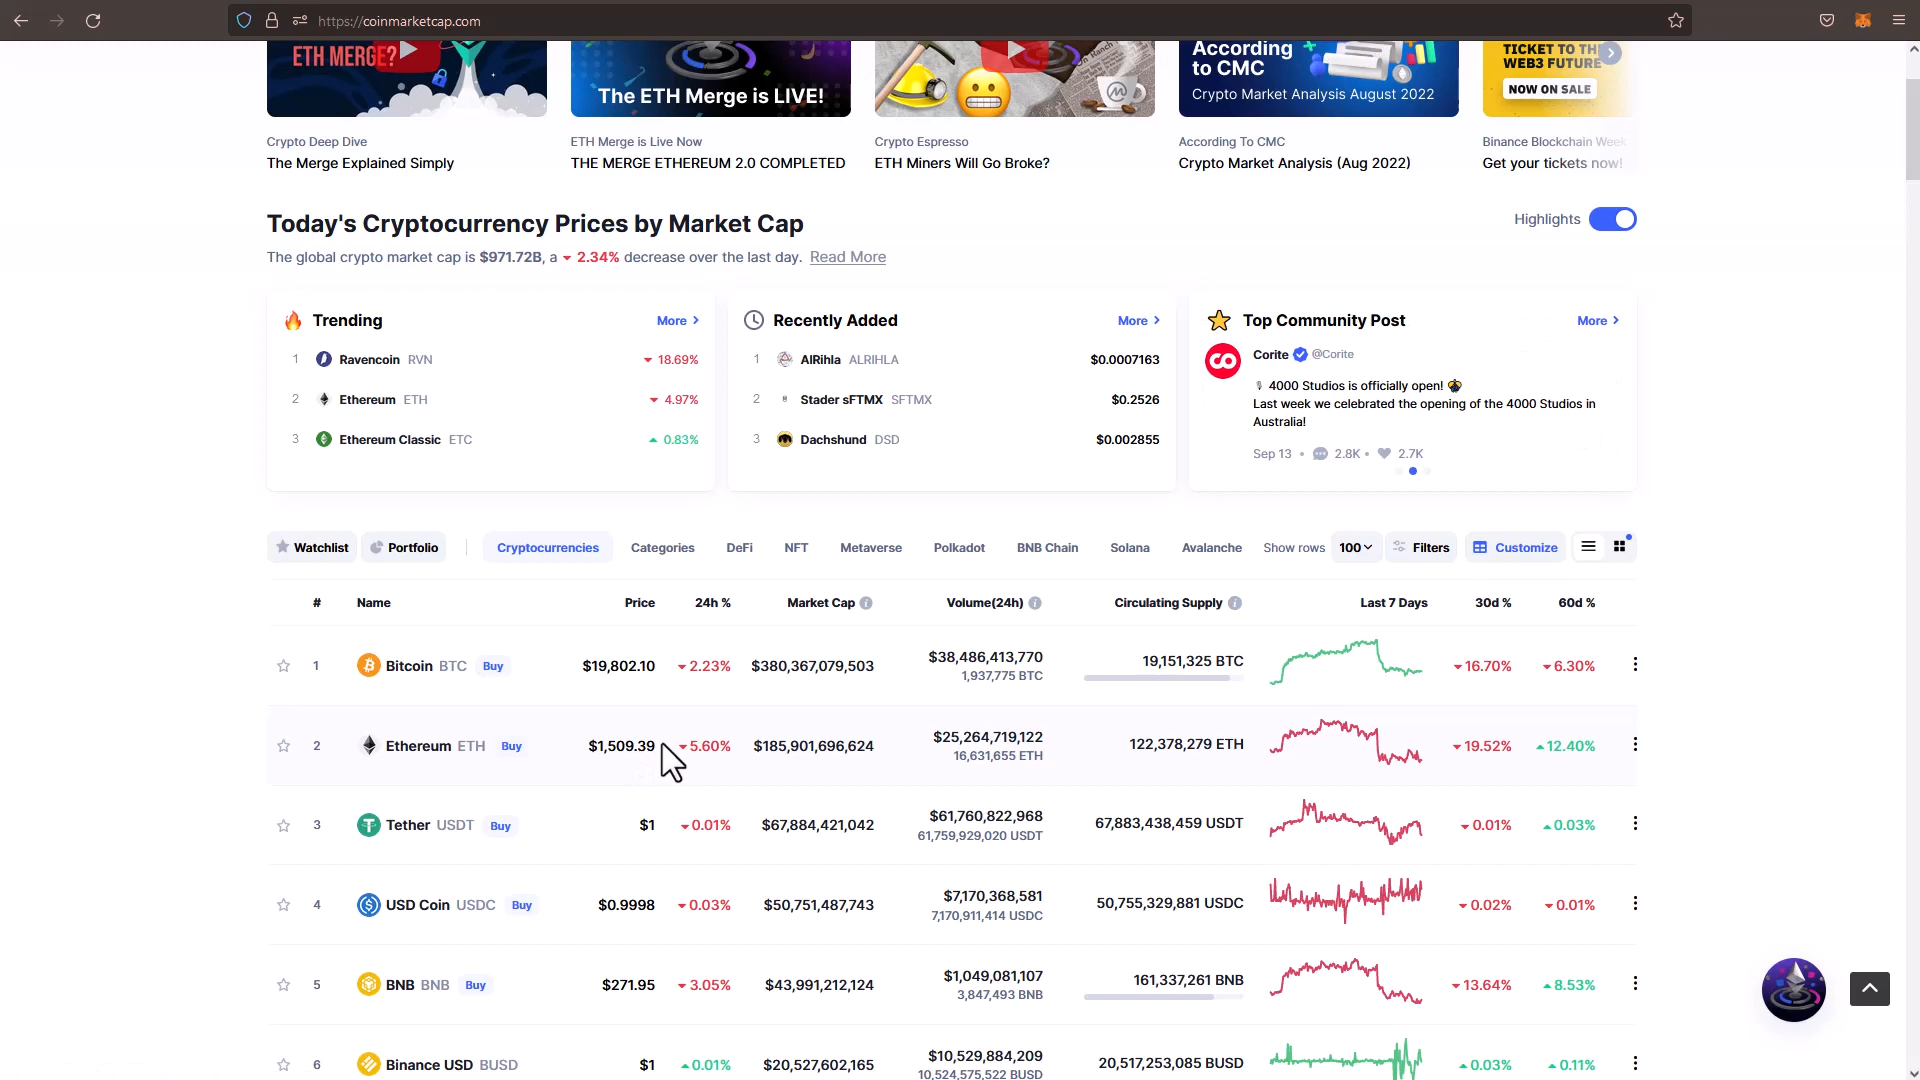 https://coinmarketcap.com
ETH MERGE?
The ETH Merge is LIVE!
According
to CMC
Crypto Market Analysis August 2022
TICKET TO THE
WEB3 FUTURE
NOW ON SALE
Crypto Deep Dive
The Merge Explained Simply
ETH Merge is Live Now
THE MERGE ETHEREUM 2.0 COMPLETED
Crypto Espresso
ETH Miners Will Go Broke?
According To CMC
Crypto Market Analysis (Aug 2022)
Binance Blockchain Week
Get your tickets now!
Today's Cryptocurrency Prices by Market Cap
Highlights
The global crypto market cap is $971.72B, a 2.34% decrease over the last day. Read More
Trending More
1 Ravencoin RVN 18.69%
2 Ethereum ETH 4.97%
3 Ethereum Classic ETC 0.83%
Recently Added More
1 AIRihla ALRIHLA $0.0007163
2 Stader sFTMX SFTMX $0.2526
3 Dachshund DSD $0.002855
Top Community Post More
Corite @Corite
4000 Studios is officially open!
Last week we celebrated the opening of the 4000 Studios in
Australia!
Sep 13 • 2.8K • 2.7K
Watchlist Portfolio Cryptocurrencies Categories DeFi NFT Metaverse Polkadot BNB Chain Solana Avalanche Show rows 100 Filters Customize
# Name Price 24h % Market Cap Volume(24h) Circulating Supply Last 7 Days 30d % 60d %
1 Bitcoin BTC Buy $19,802.10 2.23% $380,367,079,503 $38,486,413,770 19,151,325 BTC 16.70% 6.30%
1,937,775 BTC
2 Ethereum ETH Buy $1,509.39 5.60% $185,901,696,624 $25,264,719,122 122,378,279 ETH 19.52% 12.40%
16,631,655 ETH
3 Tether USDT Buy $1 0.01% $67,884,421,042 $61,760,822,968 67,883,438,459 USDT 0.01% 0.03%
61,759,929,020 USDT
4 USD Coin USDC Buy $0.9998 0.03% $50,751,487,743 $7,170,368,581 50,755,329,881 USDC 0.02% 0.01%
7,170,911,414 USDC
5 BNB BNB Buy $271.95 3.05% $43,991,212,124 $1,049,081,107 161,337,261 BNB 13.64% 8.53%
3,847,493 BNB
6 Binance USD BUSD $1 0.01% $20,527,602,165 $10,529,884,209 20,517,253,085 BUSD 0.03% 0.11%
10,524,575,522 BUSD